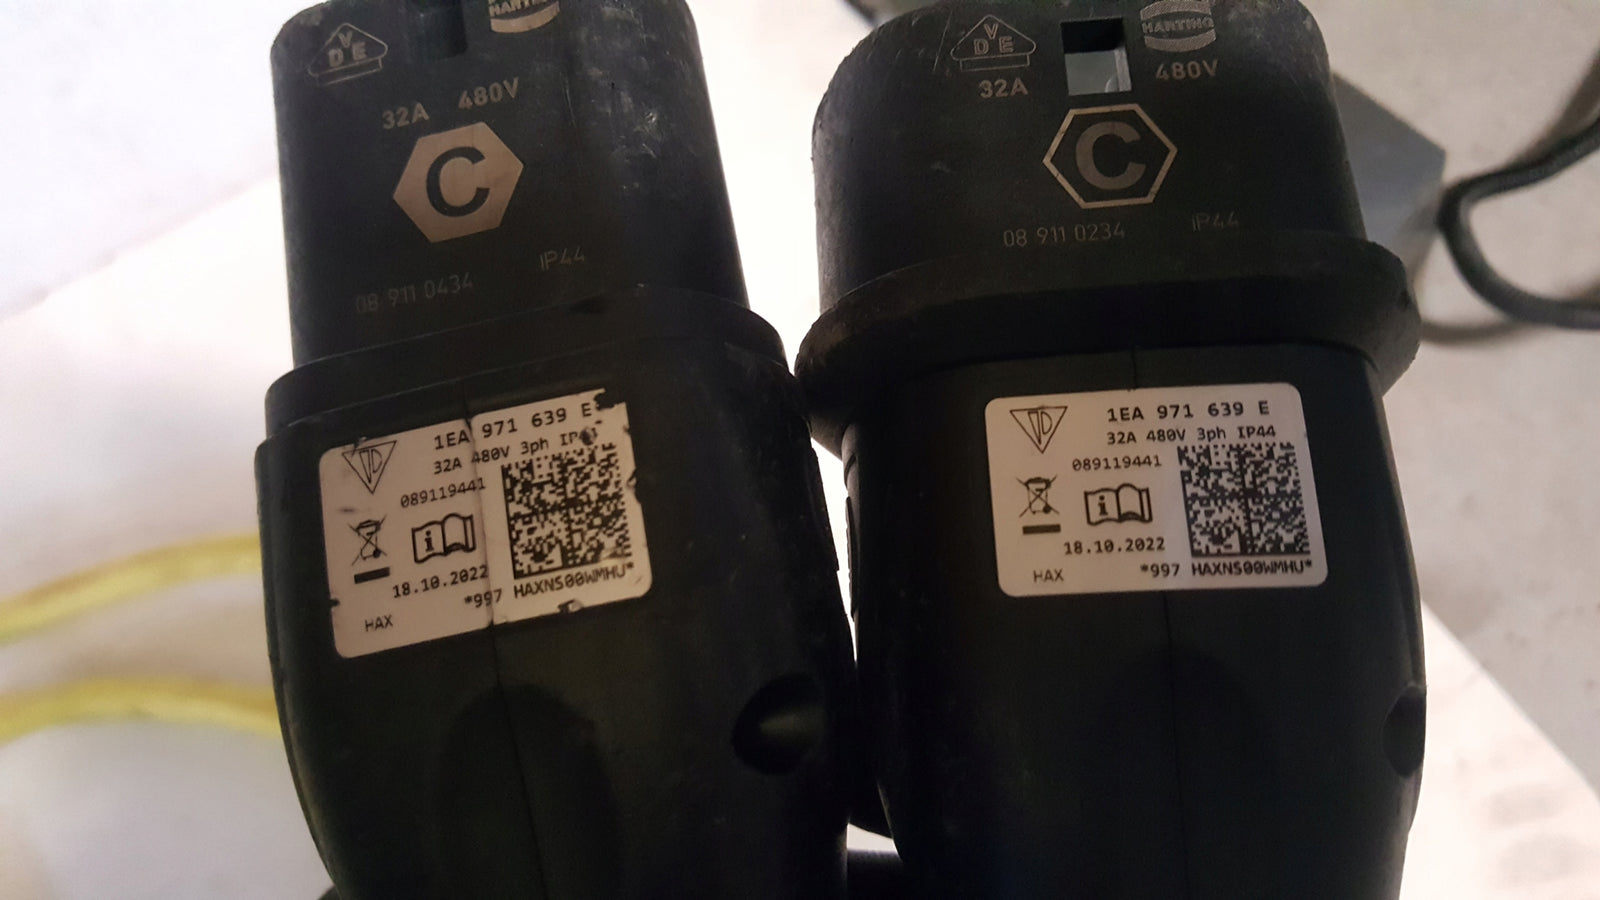 VDE
HARTING
32A 480V
C
08 911 0434 IP44
1EA 971 639 E
32A 480V 3ph IP44
089119441
i
18.10.2022
*997 HAXNS00WMHU*
HAX
VDE
HARTING
32A 480V
C
08 911 0234 IP44
1EA 971 639 E
32A 480V 3ph IP44
089119441
i
18.10.2022
HAX *997 HAXNS00WMHU*